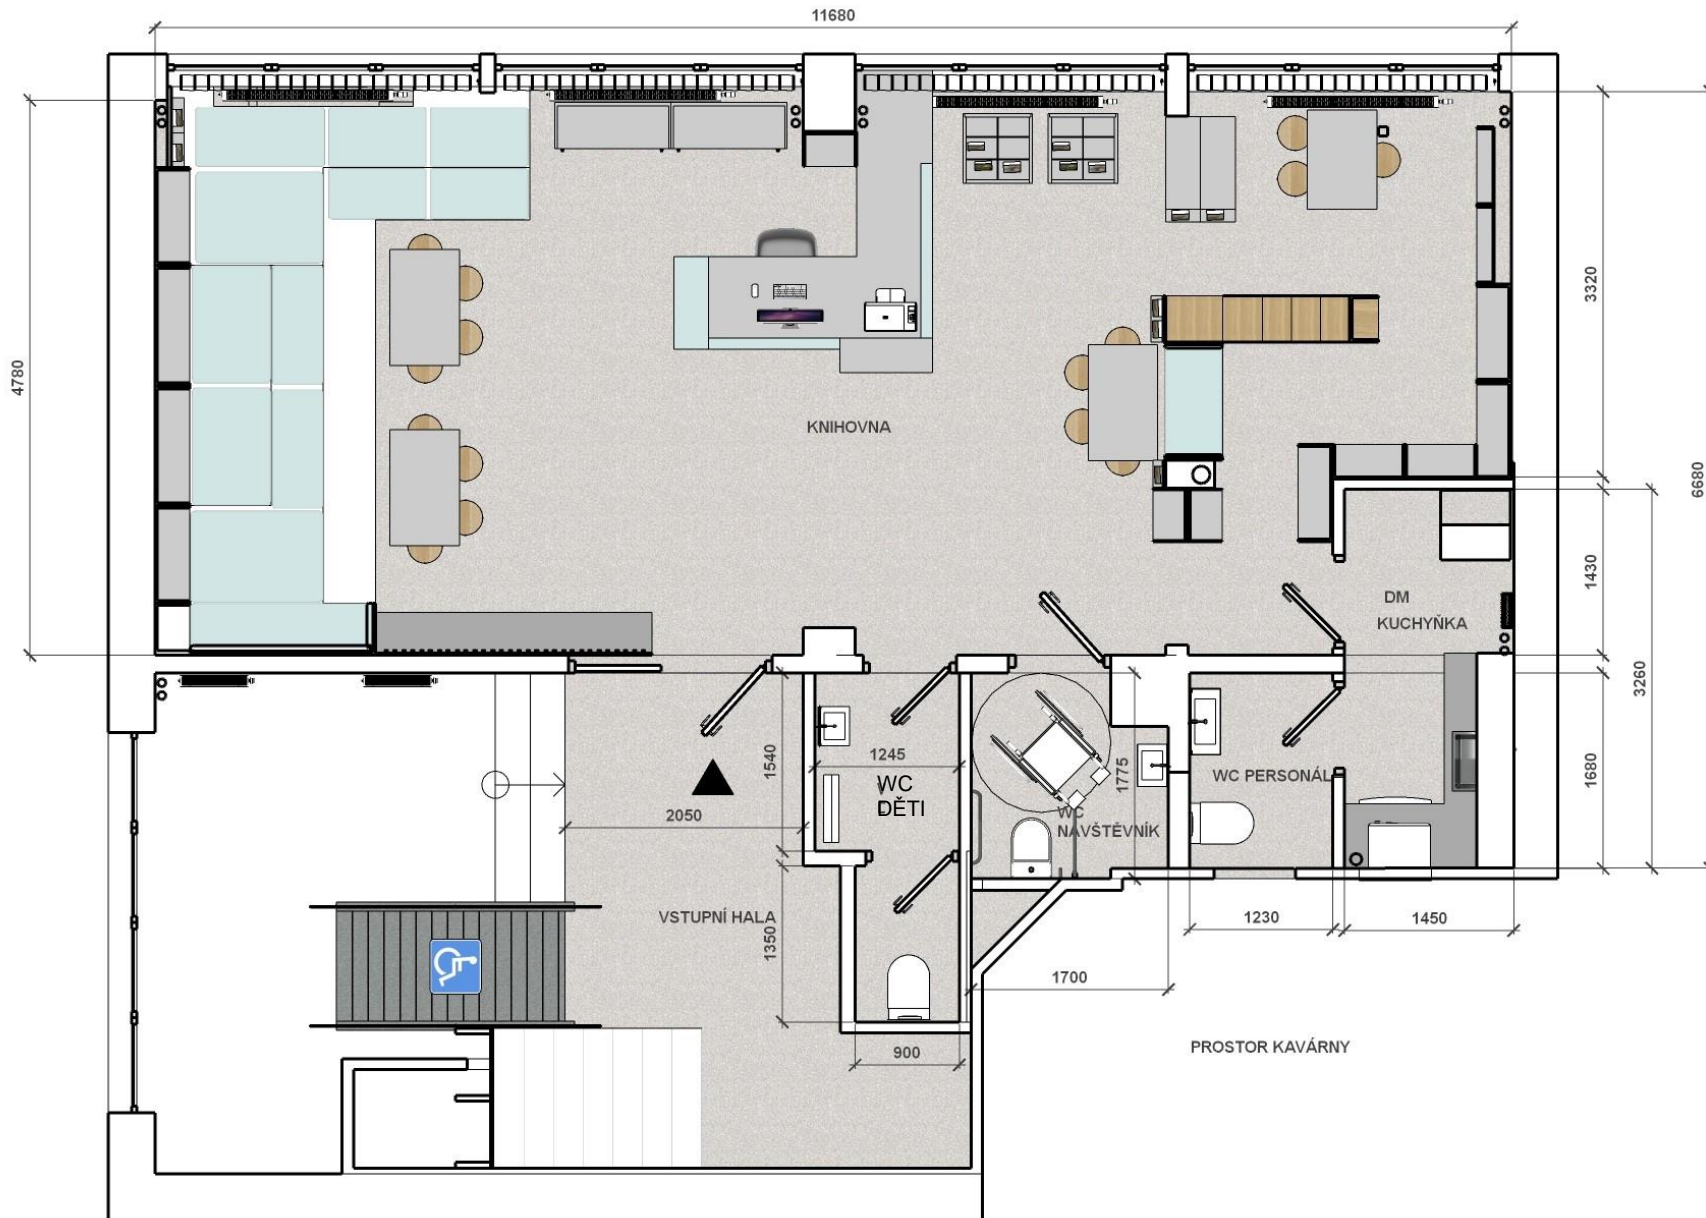 11680
4780
3320
6680
KNIHOVNA
1430
DM
KUCHYŇKA
3260
1540
1245
1775
1680
WC
DĚTI
WC PERSONÁL
2050
WC
NÁVŠTĚVNÍK
VSTUPNÍ HALA
1350
1230
1450
1700
900
PROSTOR KAVÁRNY